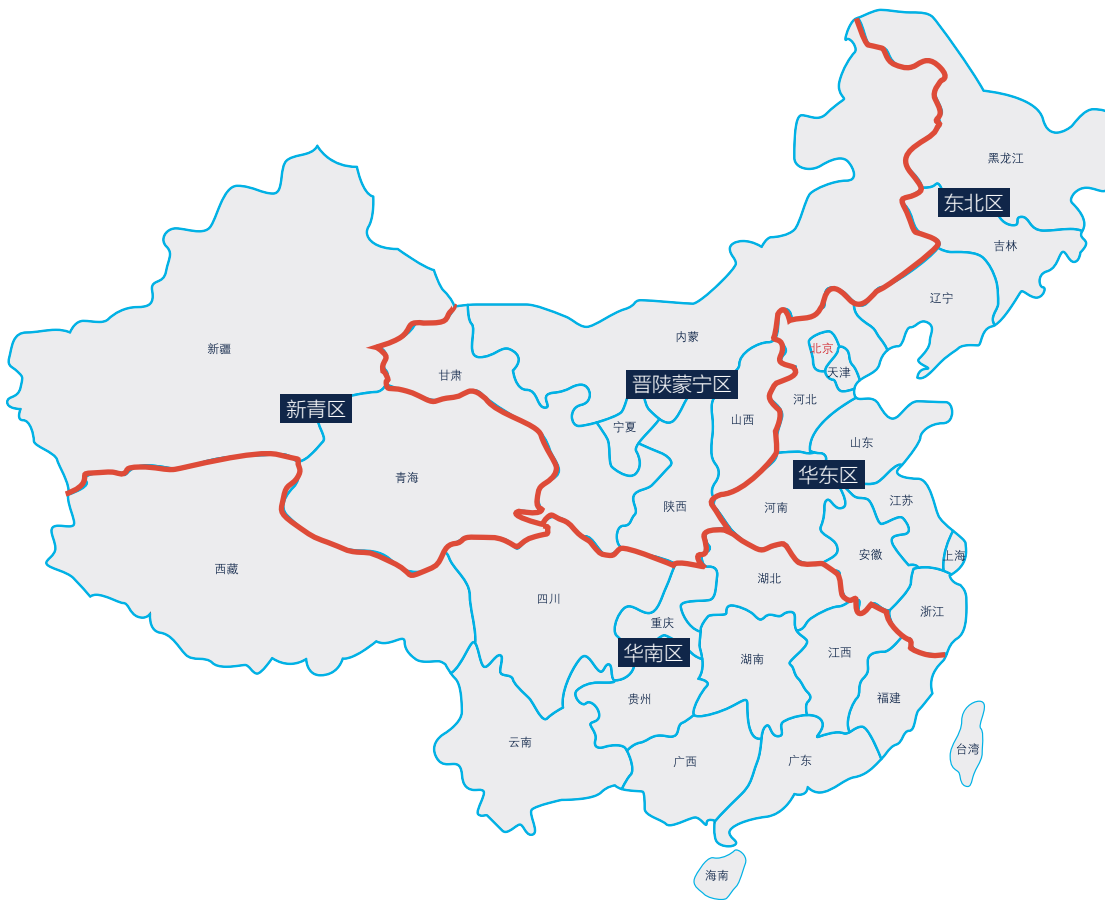 黑龙江
东北区
吉林
辽宁
内蒙
北京
新疆
天津
甘肃
晋陕蒙宁区
河北
新青区
山西
宁夏
山东
华东区
青海
江苏
陕西
河南
安徽
上海
西藏
湖北
四川
浙江
重庆
华南区
湖南
江西
贵州
福建
云南
台湾
广西
广东
海南